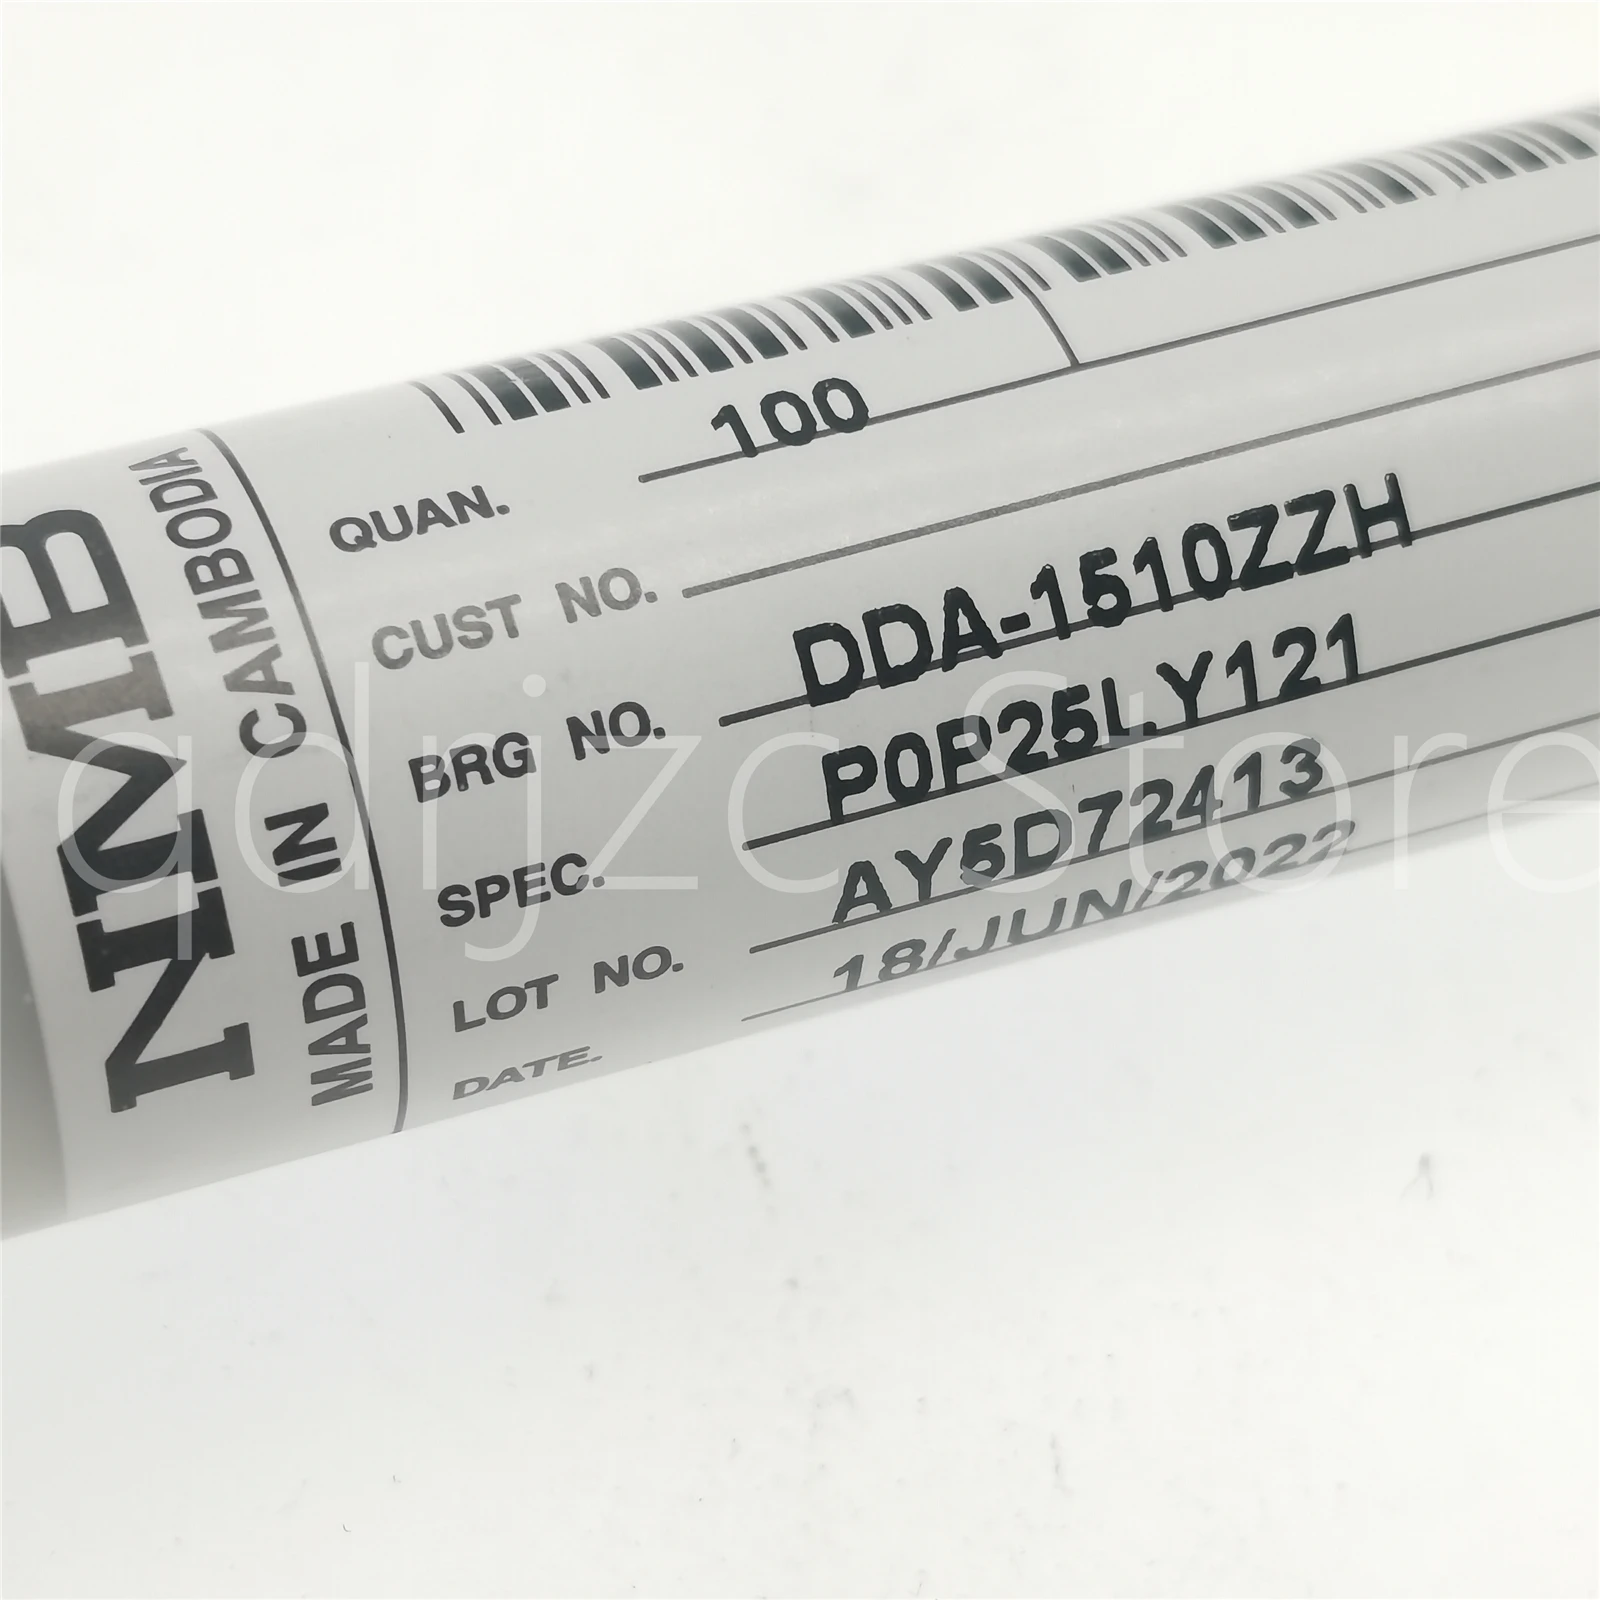 NMB
MADE IN CAMBODIA
QUAN. 100
CUST NO.
BRG NO. DDA-1510ZZH
SPEC. P0P25LY121
LOT NO. AY5D72413
DATE. 18/JUN/2022
qdrjzc Store